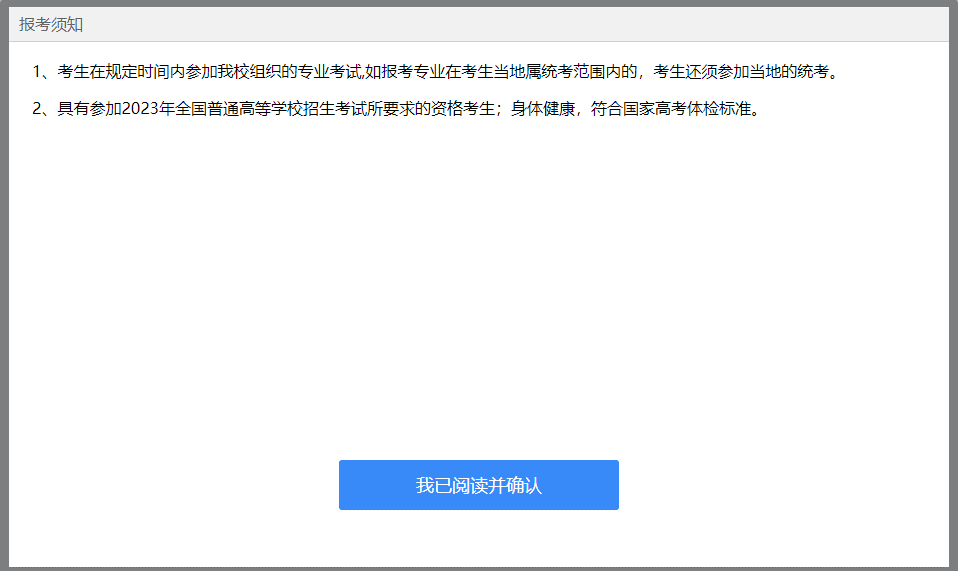 报考须知
1、考生在规定时间内参加我校组织的专业考试,如报考专业在考生当地属统考范围内的，考生还须参加当地的统考。
2、具有参加2023年全国普通高等学校招生考试所要求的资格考生；身体健康，符合国家高考体检标准。
我已阅读并确认